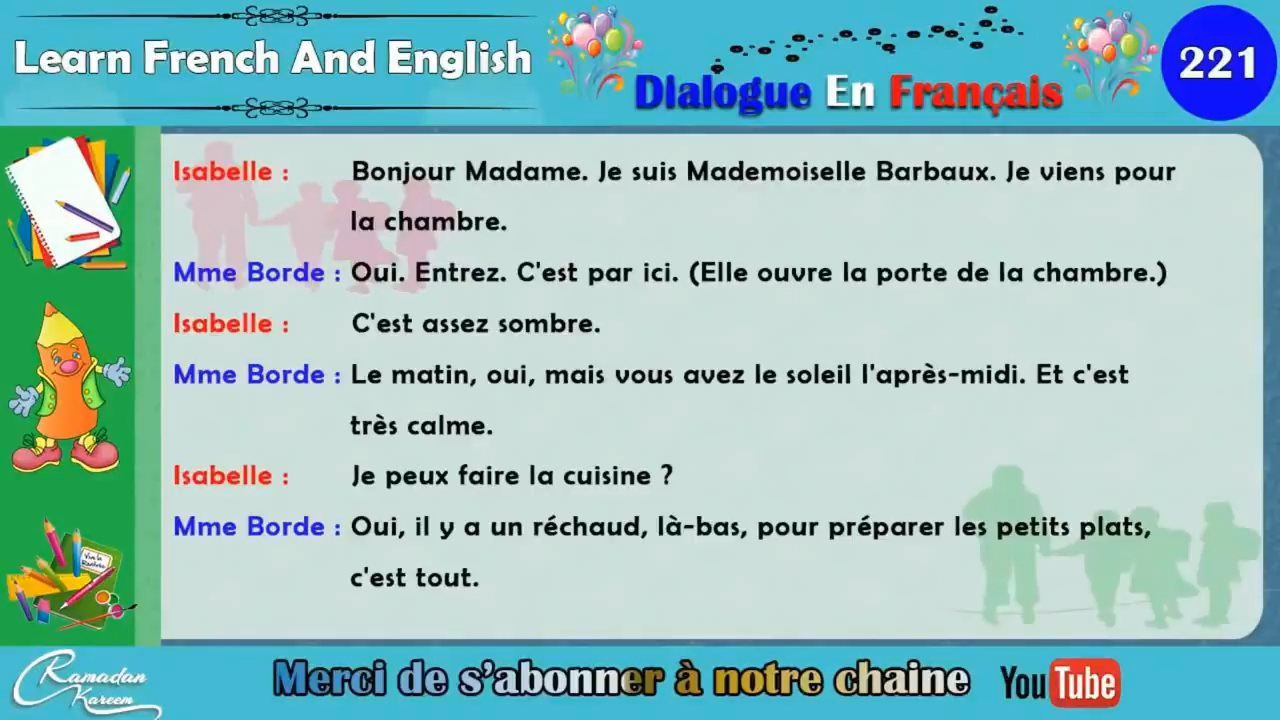 Learn French And English
Dialogue En Français
221
Isabelle : Bonjour Madame. Je suis Mademoiselle Barbaux. Je viens pour
la chambre.
Mme Borde : Oui. Entrez. C'est par ici. (Elle ouvre la porte de la chambre.)
Isabelle : C'est assez sombre.
Mme Borde : Le matin, oui, mais vous avez le soleil l'après-midi. Et c'est
très calme.
Isabelle : Je peux faire la cuisine ?
Mme Borde : Oui, il y a un réchaud, là-bas, pour préparer les petits plats,
c'est tout.
Vive la
Rentrée
Ramadan
Kareem
Merci de s'abonner à notre chaine
YouTube